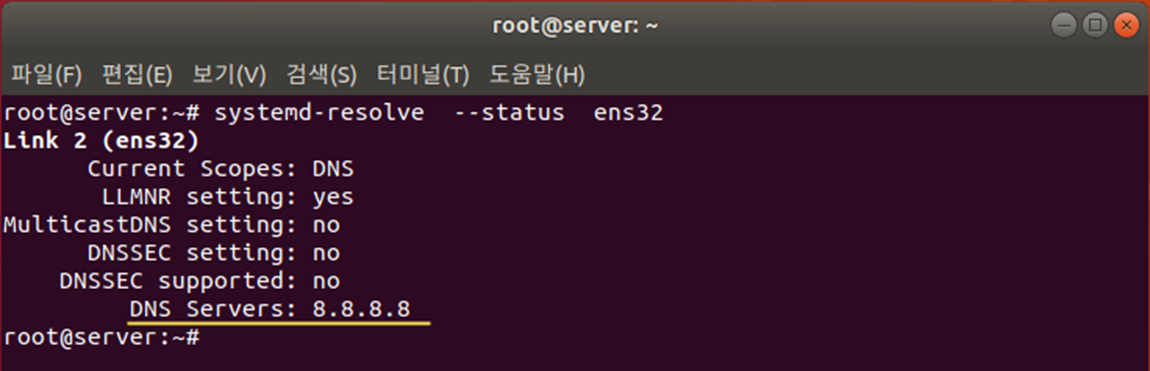 root@server: ~
파일(F) 편집(E) 보기(V) 검색(S) 터미널(T) 도움말(H)
root@server:~# systemd-resolve --status ens32
Link 2 (ens32)
Current Scopes: DNS
LLMNR setting: yes
MulticastDNS setting: no
DNSSEC setting: no
DNSSEC supported: no
DNS Servers: 8.8.8.8
root@server:~#